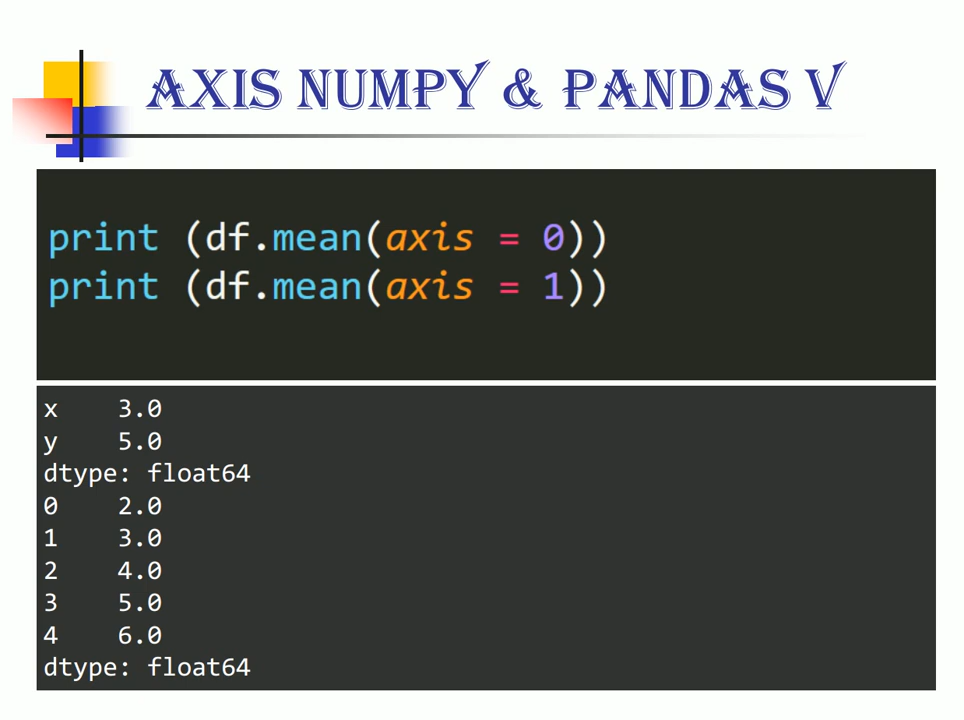 AXIS NUMPY & PANDAS V
print (df.mean(axis = 0))
print (df.mean(axis = 1))
x    3.0
y    5.0
dtype: float64
0    2.0
1    3.0
2    4.0
3    5.0
4    6.0
dtype: float64